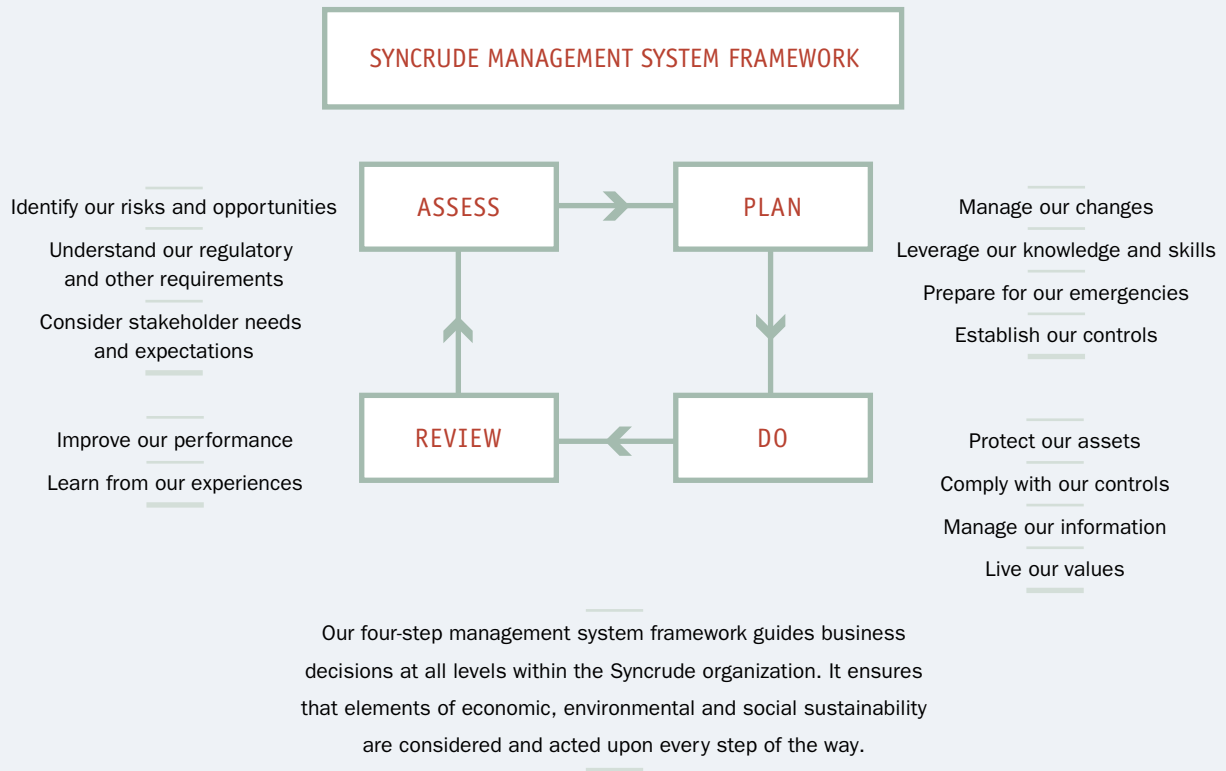 SYNCRUDE MANAGEMENT SYSTEM FRAMEWORK
ASSESS
Identify our risks and opportunities
Understand our regulatory
and other requirements
Consider stakeholder needs
and expectations
PLAN
Manage our changes
Leverage our knowledge and skills
Prepare for our emergencies
Establish our controls
DO
Protect our assets
Comply with our controls
Manage our information
Live our values
REVIEW
Improve our performance
Learn from our experiences
Our four-step management system framework guides business
decisions at all levels within the Syncrude organization. It ensures
that elements of economic, environmental and social sustainability
are considered and acted upon every step of the way.